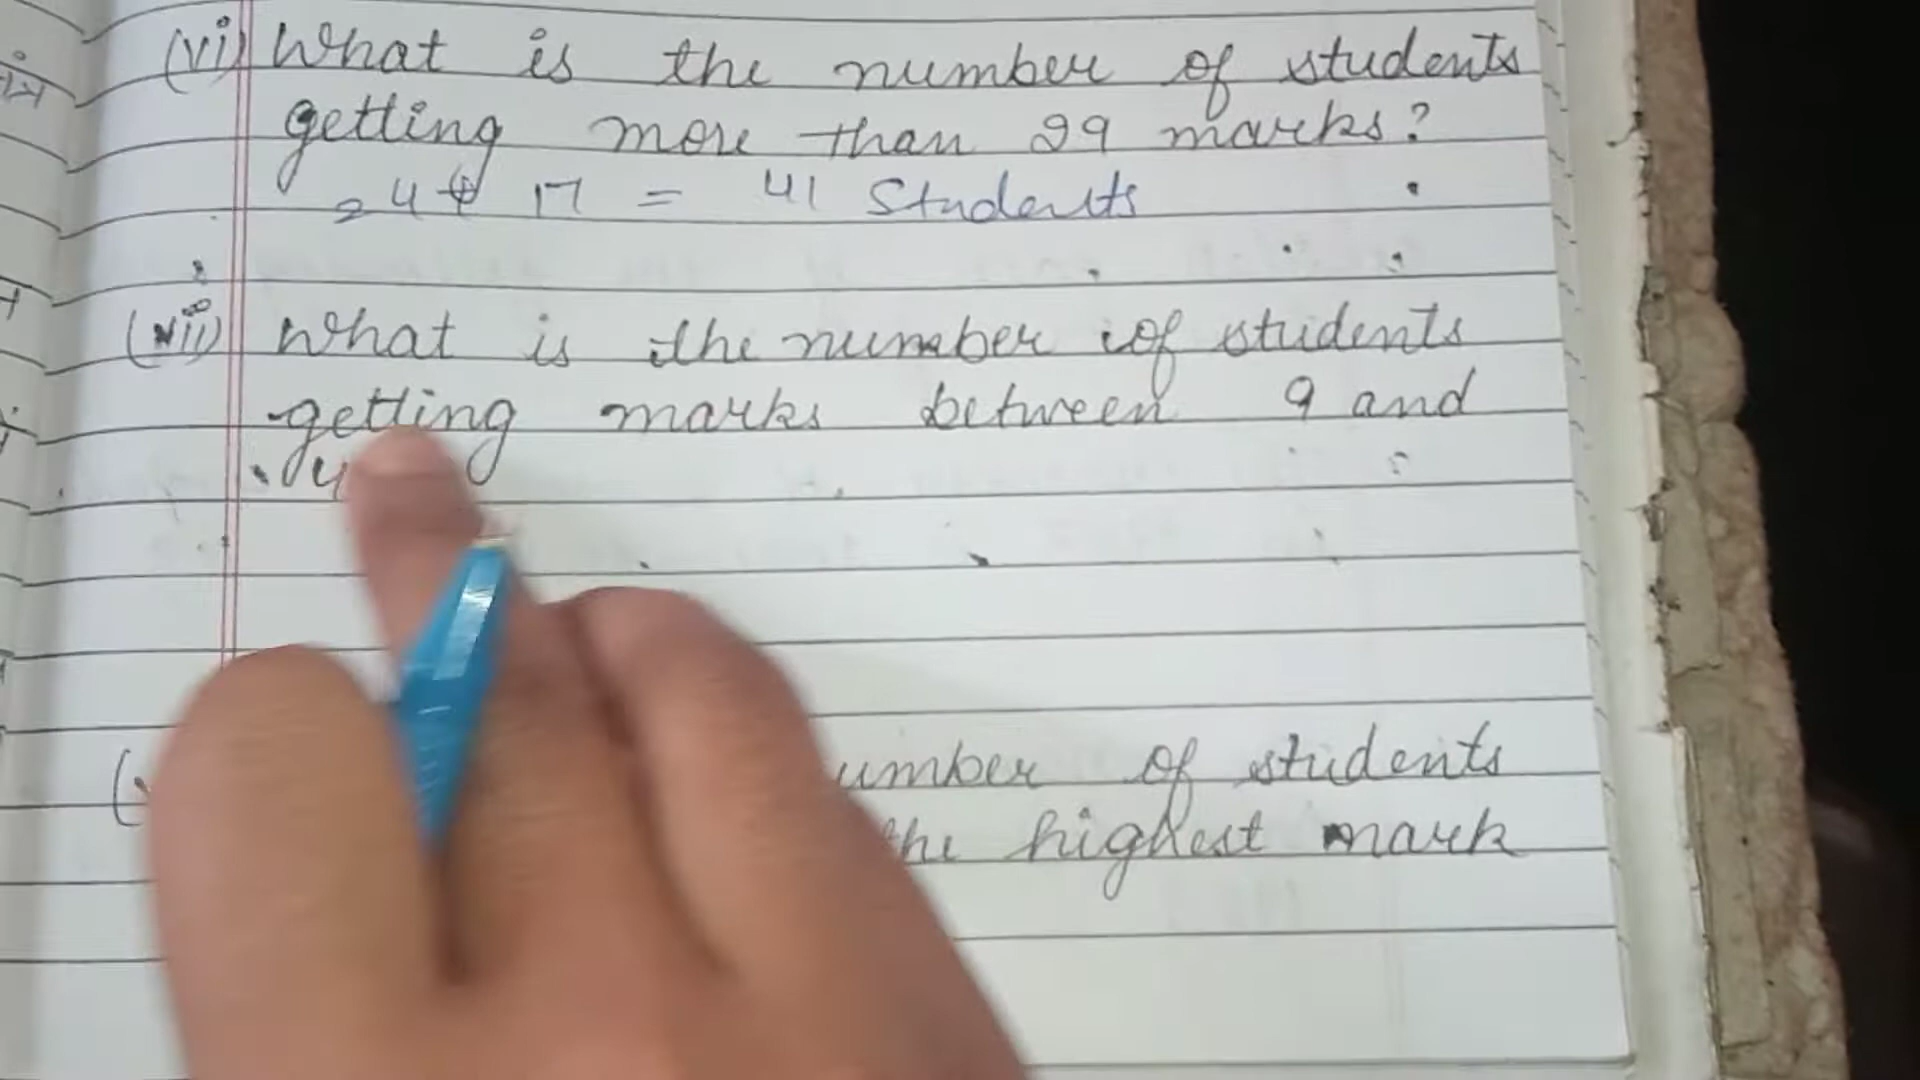 (vi) What is the number of students
getting more than 29 marks?
24 + 17 = 41 Students
(vii) What is the number of students
getting marks between 9 and
of students
the highest mark